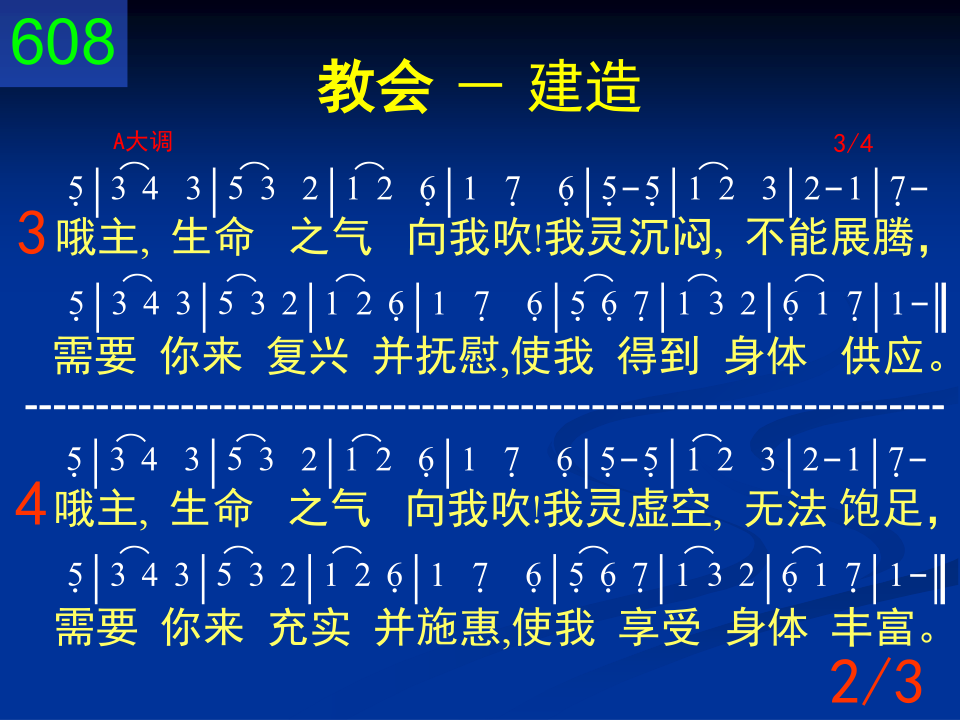 608
教会 － 建造
A大调 3/4
5̣|3 4 3|5 3 2|1 2 6̣|1 7̣ 6̣|5̣-5̣|1 2 3|2-1|7̣-
3 哦主, 生命 之气 向我吹!我灵沉闷, 不能展腾，
5̣|3 4 3|5 3 2|1 2 6̣|1 7̣ 6̣|5̣ 6̣ 7̣|1 3 2|6̣ 1 7̣|1-‖
需要 你来 复兴 并抚慰,使我 得到 身体 供应。
-----------------------------------------------------------------
5̣|3 4 3|5 3 2|1 2 6̣|1 7̣ 6̣|5̣-5̣|1 2 3|2-1|7̣-
4 哦主, 生命 之气 向我吹!我灵虚空, 无法 饱足，
5̣|3 4 3|5 3 2|1 2 6̣|1 7̣ 6̣|5̣ 6̣ 7̣|1 3 2|6̣ 1 7̣|1-‖
需要 你来 充实 并施惠,使我 享受 身体 丰富。
2/3